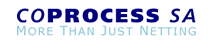 COPROCESS SA
MORE THAN JUST NETTING